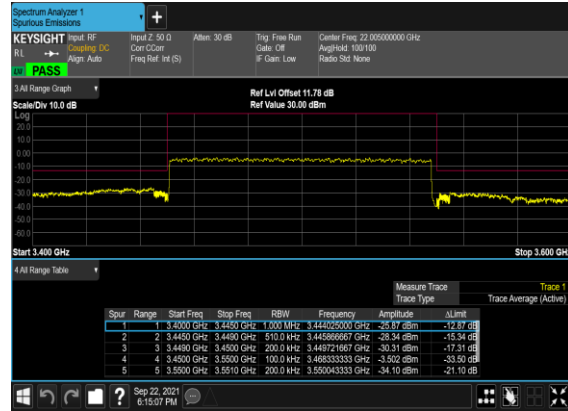 Spectrum Analyzer 1
Spurious Emissions
KEYSIGHT Input: RF Input Z: 50 Ω Atten: 30 dB Trig: Free Run Center Freq: 22.005000000 GHz
RL Coupling: DC Corr CCorr Gate: Off Avg|Hold: 100/100
Align: Auto Freq Ref: Int (S) IF Gain: Low Radio Std: None
LW PASS
3 All Range Graph
Ref Lvl Offset 11.78 dB
Scale/Div 10.0 dB Ref Value 30.00 dBm
Log
20.0
10.0
0.00
-10.0
-20.0
-30.0
-40.0
-50.0
-60.0
Start 3.400 GHz Stop 3.600 GHz
4 All Range Table
Measure Trace Trace 1
Trace Type Trace Average (Active)
Spur Range Start Freq Stop Freq RBW Frequency Amplitude ΔLimit
1 1 3.4000 GHz 3.4450 GHz 1.000 MHz 3.444025000 GHz -25.87 dBm -12.87 dB
2 2 3.4450 GHz 3.4490 GHz 510.0 kHz 3.445866667 GHz -28.34 dBm -15.34 dB
3 3 3.4490 GHz 3.4500 GHz 200.0 kHz 3.449721667 GHz -30.31 dBm -17.31 dB
4 4 3.4500 GHz 3.5500 GHz 100.0 kHz 3.468333333 GHz -3.502 dBm -33.50 dB
5 5 3.5500 GHz 3.5510 GHz 200.0 kHz 3.550043333 GHz -34.10 dBm -21.10 dB
? Sep 22, 2021
6:15:07 PM